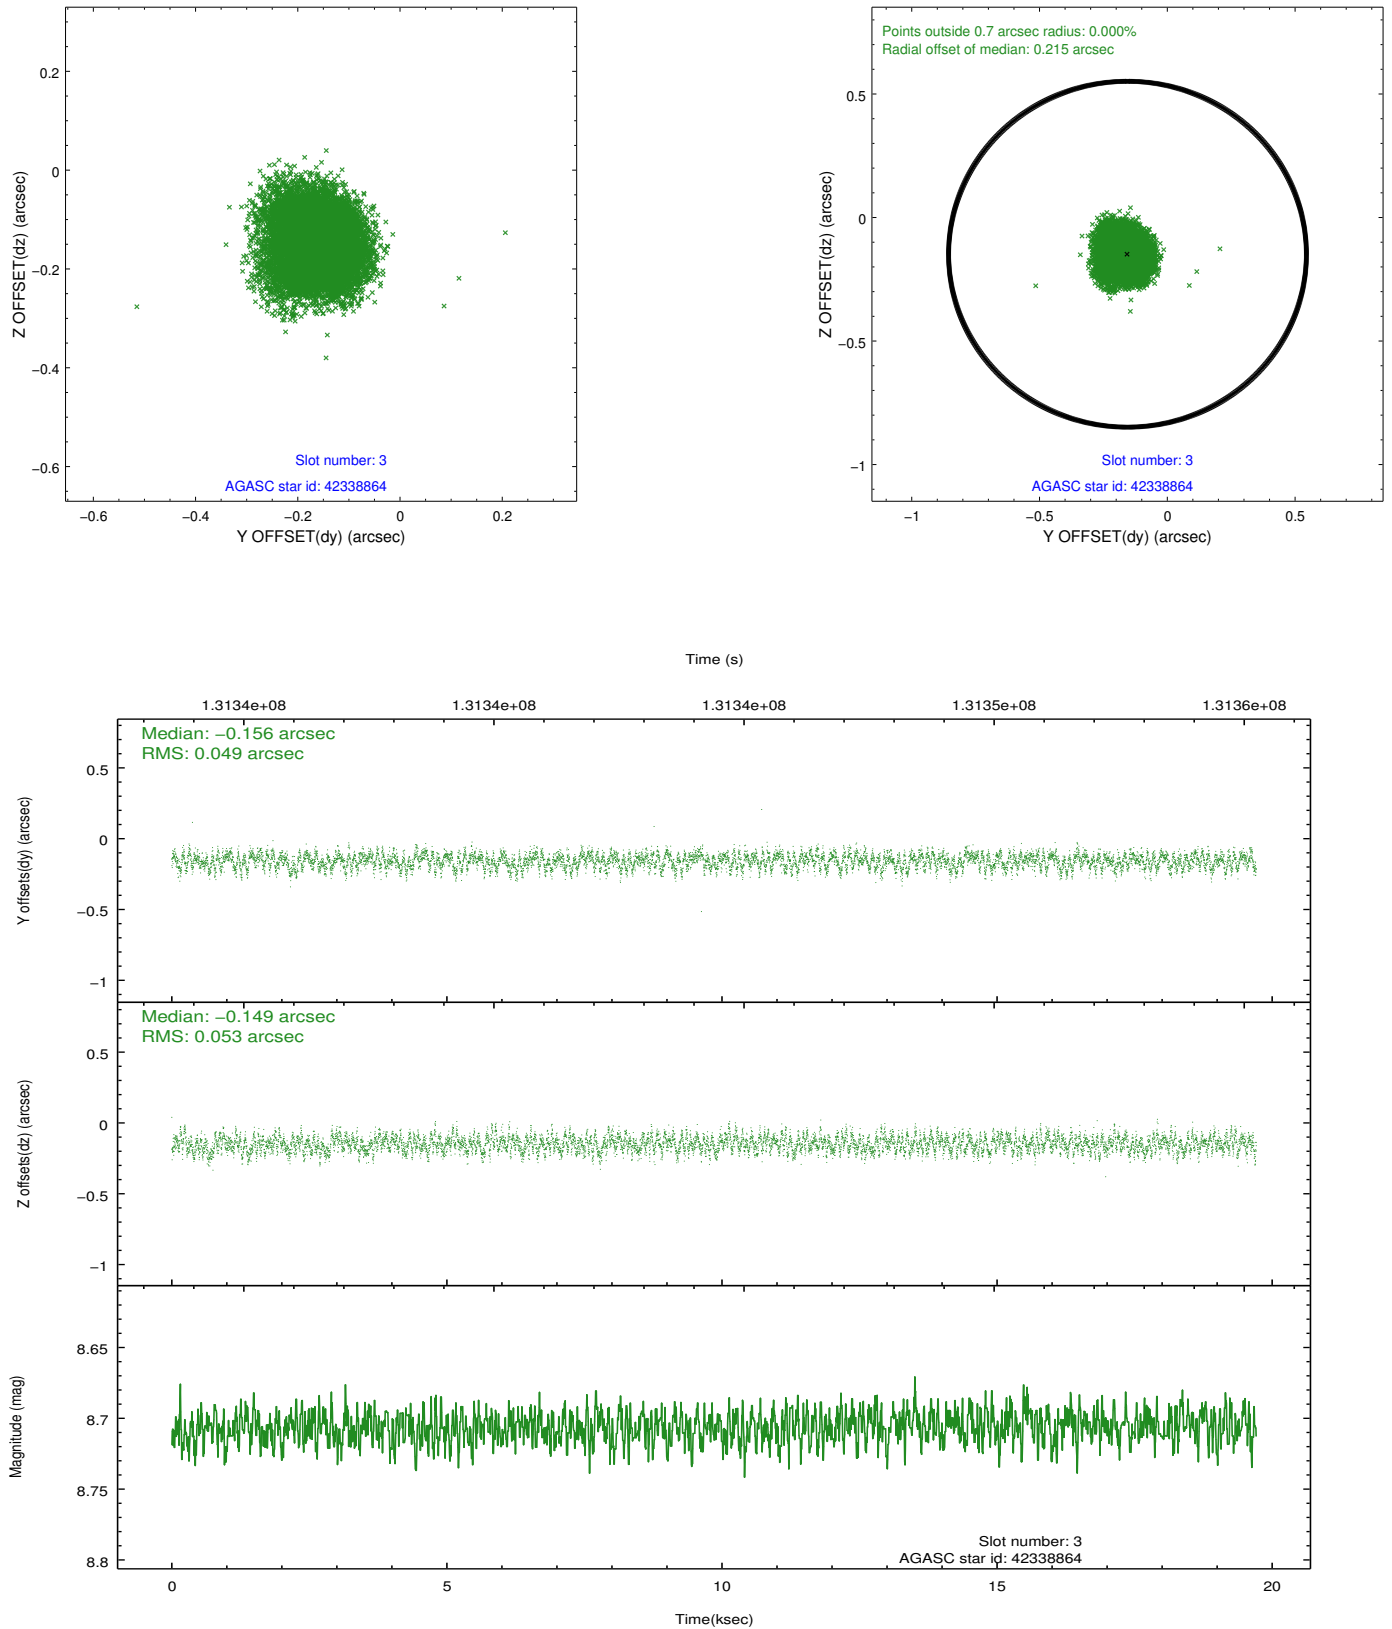 0.2
0
−0.2
−0.4
−0.6
Z OFFSET(dz) (arcsec)
Slot number: 3
AGASC star id: 42338864
−0.6 −0.4 −0.2 0 0.2
Y OFFSET(dy) (arcsec)
Points outside 0.7 arcsec radius: 0.000%
Radial offset of median: 0.215 arcsec
0.5
0
−0.5
−1
Z OFFSET(dz) (arcsec)
Slot number: 3
AGASC star id: 42338864
−1 −0.5 0 0.5
Y OFFSET(dy) (arcsec)
Time (s)
1.3134e+08 1.3134e+08 1.3134e+08 1.3135e+08 1.3136e+08
Median: −0.156 arcsec
RMS: 0.049 arcsec
0.5
0
−0.5
−1
Y offsets(dy) (arcsec)
Median: −0.149 arcsec
RMS: 0.053 arcsec
0.5
0
−0.5
−1
Z offsets(dz) (arcsec)
8.65
8.7
8.75
8.8
Magnitude (mag)
Slot number: 3
AGASC star id: 42338864
0 5 10 15 20
Time(ksec)